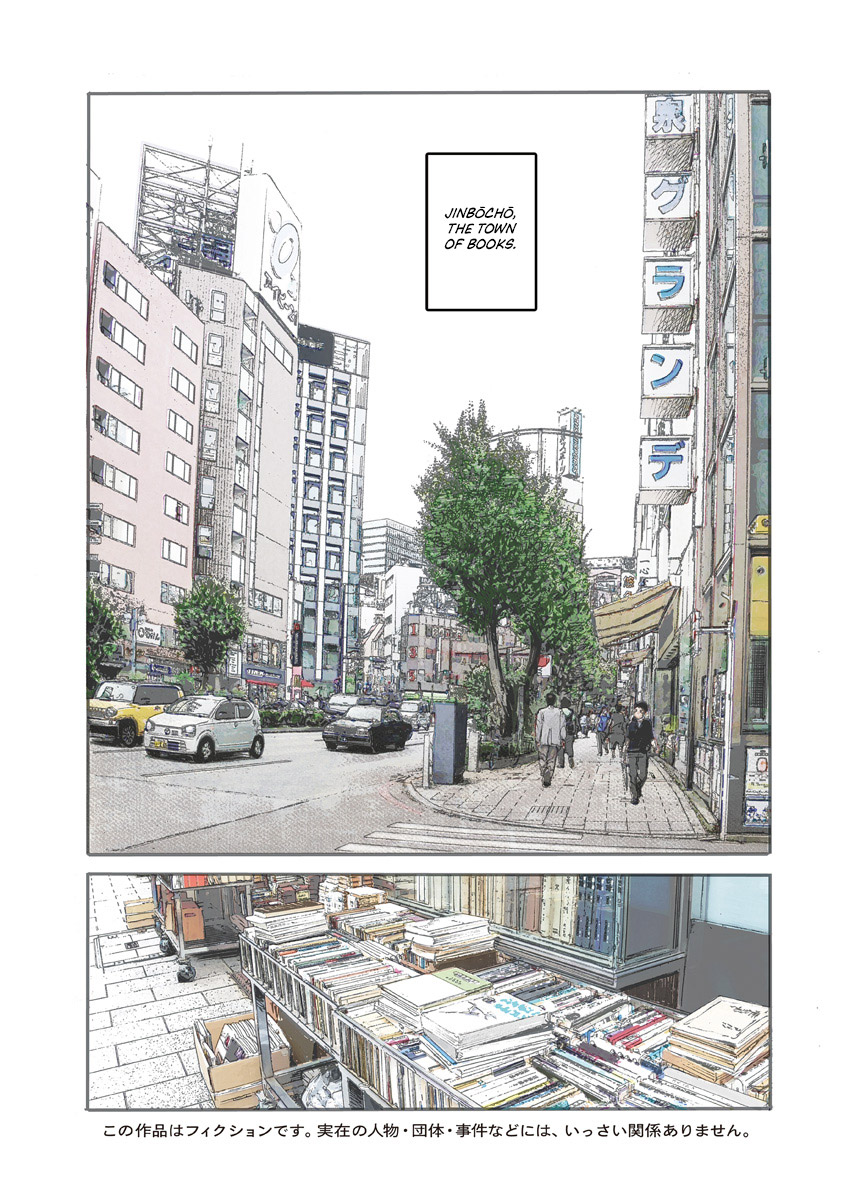 JINBŌCHŌ,
THE TOWN
OF BOOKS.
泉グランデ
この作品はフィクションです。実在の人物・団体・事件などには、いっさい関係ありません。